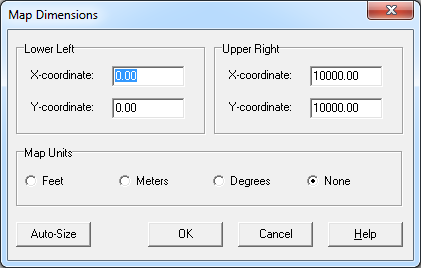 Map Dimensions
Lower Left
Upper Right
X-coordinate: 0.00
X-coordinate: 10000.00
Y-coordinate: 0.00
Y-coordinate: 10000.00
Map Units
Feet Meters Degrees None
Auto-Size OK Cancel Help